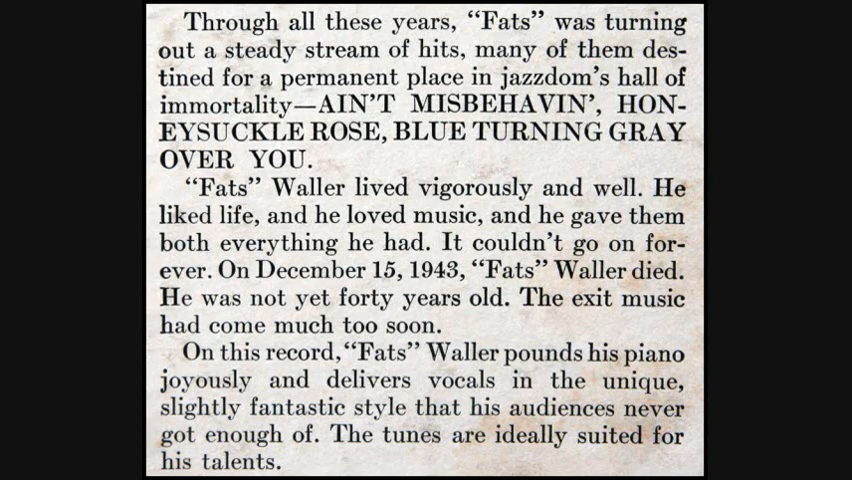 Through all these years, “Fats” was turning
out a steady stream of hits, many of them des-
tined for a permanent place in jazzdom’s hall of
immortality—AIN’T MISBEHAVIN’, HON-
EYSUCKLE ROSE, BLUE TURNING GRAY
OVER YOU.
“Fats” Waller lived vigorously and well. He
liked life, and he loved music, and he gave them
both everything he had. It couldn’t go on for-
ever. On December 15, 1943, “Fats” Waller died.
He was not yet forty years old. The exit music
had come much too soon.
On this record, “Fats” Waller pounds his piano
joyously and delivers vocals in the unique,
slightly fantastic style that his audiences never
got enough of. The tunes are ideally suited for
his talents.